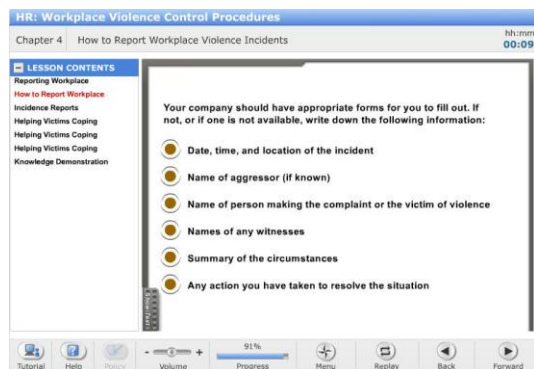 HR: Workplace Violence Control Procedures
Chapter 4 How to Report Workplace Violence Incidents
hh:mm
00:09
LESSON CONTENTS
Reporting Workplace
How to Report Workplace
Incidence Reports
Helping Victims Coping
Helping Victims Coping
Helping Victims Coping
Knowledge Demonstration
Your company should have appropriate forms for you to fill out. If
not, or if one is not available, write down the following information:
Date, time, and location of the incident
Name of aggressor (if known)
Name of person making the complaint or the victim of violence
Names of any witnesses
Summary of the circumstances
Any action you have taken to resolve the situation
91%
Tutorial Help Policy - + Volume Progress Menu Replay Back Forward